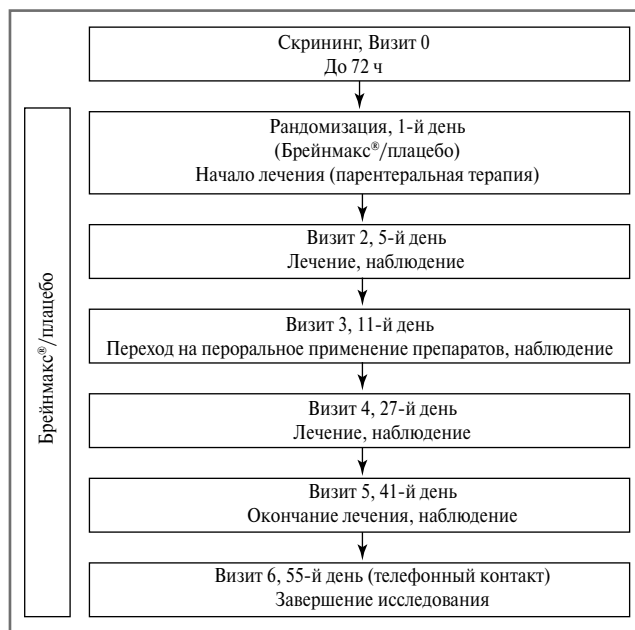 Скрининг, Визит 0
До 72 ч
Рандомизация, 1-й день
(Брейнмакс®/плацебо)
Начало лечения (парентеральная терапия)
Визит 2, 5-й день
Лечение, наблюдение
Визит 3, 11-й день
Переход на пероральное применение препаратов, наблюдение
Визит 4, 27-й день
Лечение, наблюдение
Визит 5, 41-й день
Окончание лечения, наблюдение
Визит 6, 55-й день (телефонный контакт)
Завершение исследования
Брейнмакс®/плацебо